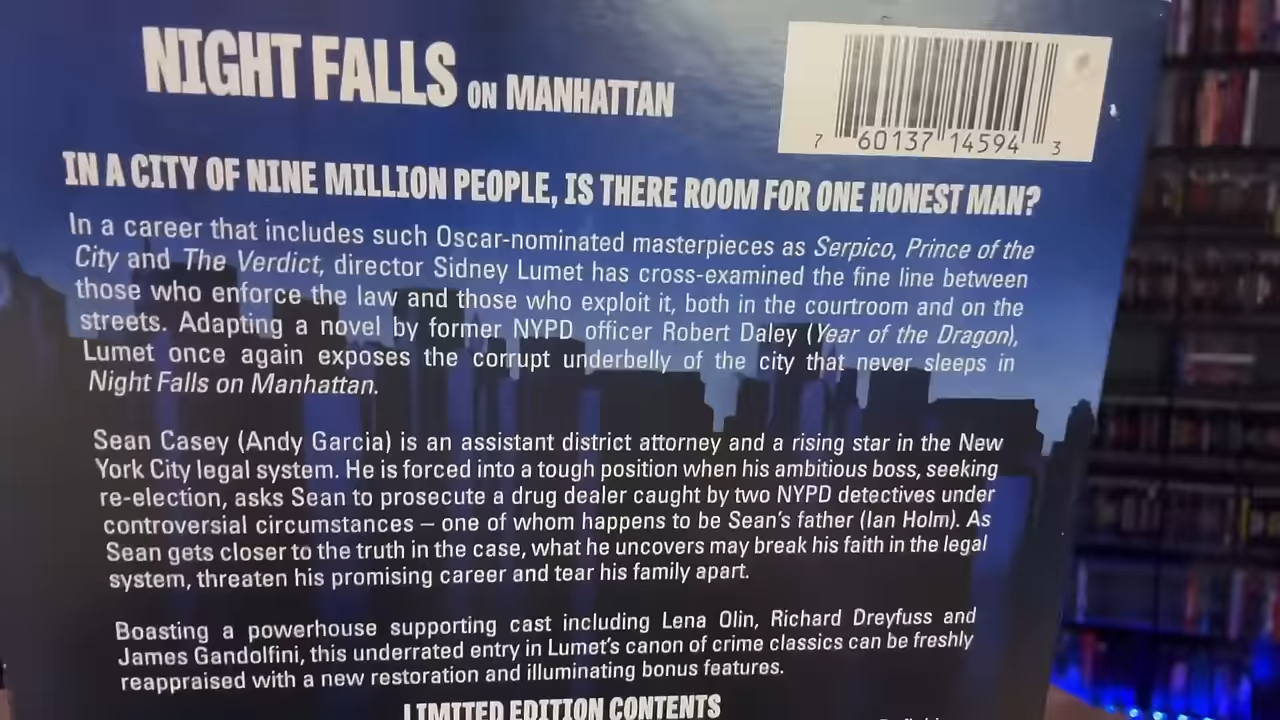 NIGHT FALLS ON MANHATTAN
7 60137 14594 3
IN A CITY OF NINE MILLION PEOPLE, IS THERE ROOM FOR ONE HONEST MAN?
In a career that includes such Oscar-nominated masterpieces as Serpico, Prince of the
City and The Verdict, director Sidney Lumet has cross-examined the fine line between
those who enforce the law and those who exploit it, both in the courtroom and on the
streets. Adapting a novel by former NYPD officer Robert Daley (Year of the Dragon),
Lumet once again exposes the corrupt underbelly of the city that never sleeps in
Night Falls on Manhattan.
Sean Casey (Andy Garcia) is an assistant district attorney and a rising star in the New
York City legal system. He is forced into a tough position when his ambitious boss, seeking
re-election, asks Sean to prosecute a drug dealer caught by two NYPD detectives under
controversial circumstances – one of whom happens to be Sean's father (Ian Holm). As
Sean gets closer to the truth in the case, what he uncovers may break his faith in the legal
system, threaten his promising career and tear his family apart.
Boasting a powerhouse supporting cast including Lena Olin, Richard Dreyfuss and
James Gandolfini, this underrated entry in Lumet's canon of crime classics can be freshly
reappraised with a new restoration and illuminating bonus features.
LIMITED EDITION CONTENTS